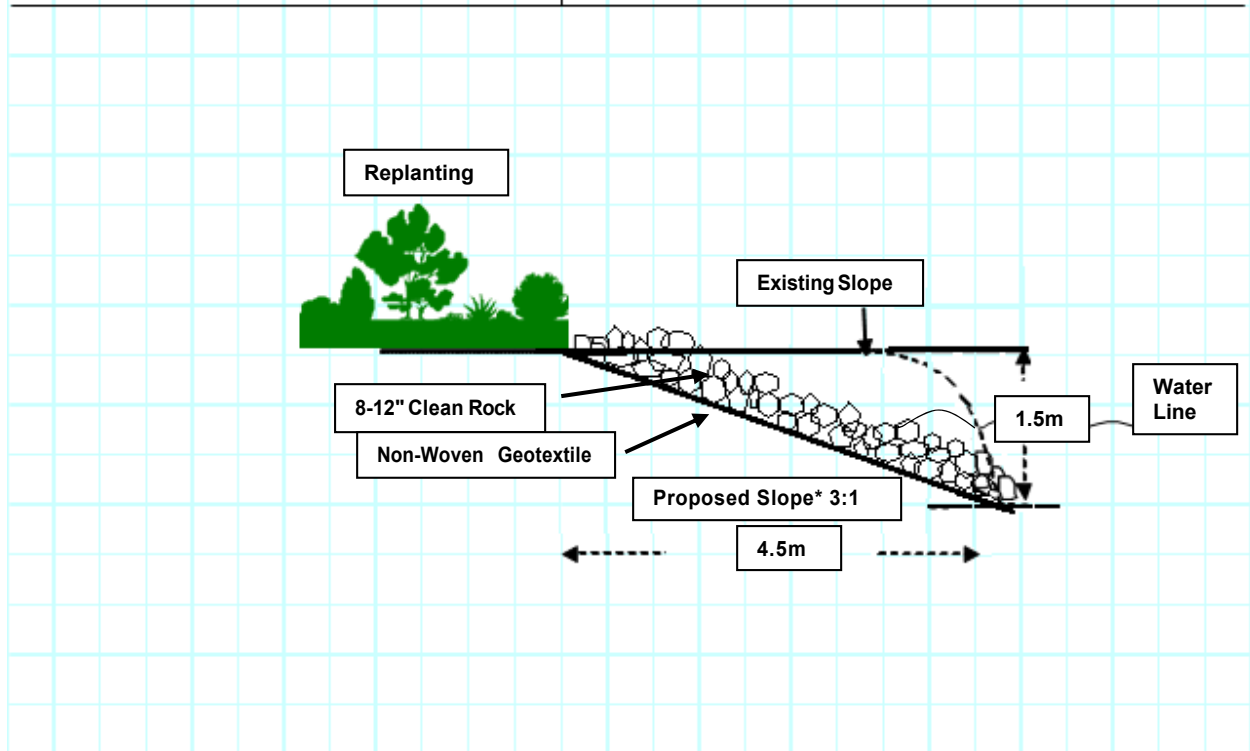 Replanting
Existing Slope
8-12" Clean Rock
Non-Woven Geotextile
Water
Line
1.5m
Proposed Slope* 3:1
4.5m